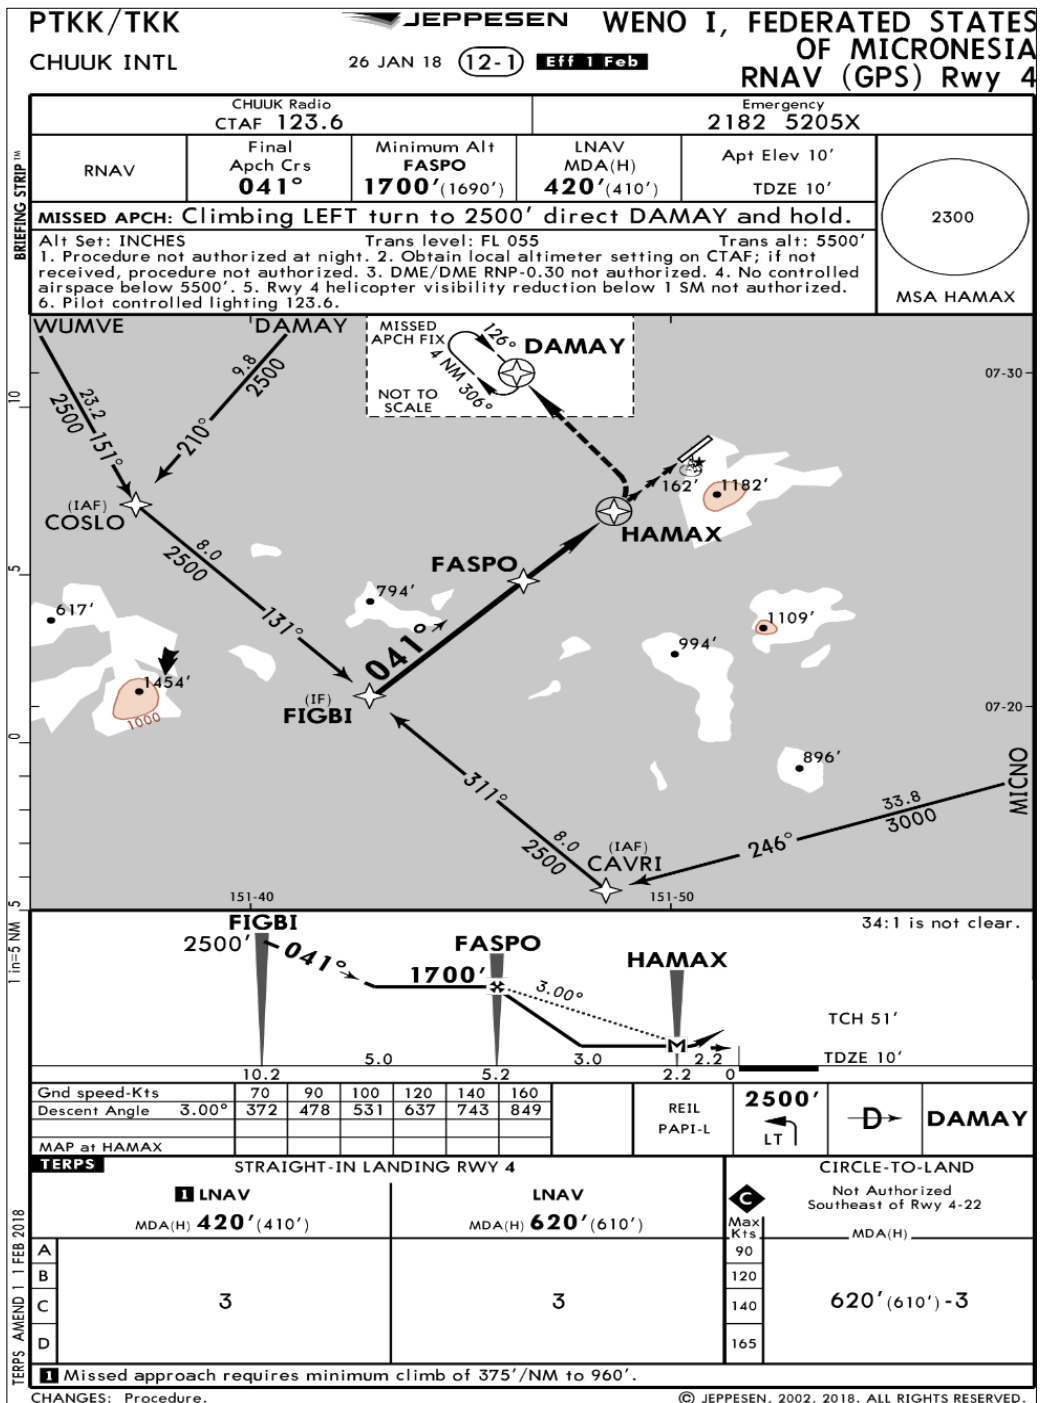 PTKK/TKK
CHUUK INTL
JEPPESEN
26 JAN 18 12-1 Eff 1 Feb
WENO I, FEDERATED STATES
OF MICRONESIA
RNAV (GPS) Rwy 4
BRIEFING STRIP™
CHUUK Radio
CTAF 123.6
Emergency
2182 5205X
RNAV
Final
Apch Crs
041°
Minimum Alt
FASPO
1700'(1690')
LNAV
MDA(H)
420'(410')
Apt Elev 10'
TDZE 10'
MISSED APCH: Climbing LEFT turn to 2500' direct DAMAY and hold.
Alt Set: INCHES Trans level: FL 055 Trans alt: 5500'
1. Procedure not authorized at night. 2. Obtain local altimeter setting on CTAF; if not
received, procedure not authorized. 3. DME/DME RNP-0.30 not authorized. 4. No controlled
airspace below 5500'. 5. Rwy 4 helicopter visibility reduction below 1 SM not authorized.
6. Pilot controlled lighting 123.6.
2300
MSA HAMAX
WUMVE
DAMAY
MISSED
APCH FIX
126°
DAMAY
4 NM 306°
NOT TO
SCALE
07-30
10
23.2
2500
151°
9.8
2500
210°
162'
1182'
(IAF)
COSLO
HAMAX
8.0
2500
FASPO
5
794'
617'
131°
041°
1109'
994'
1454'
1000
(IF)
FIGBI
07-20
0
896'
311°
MICNO
33.8
3000
246°
8.0
2500
(IAF)
CAVRI
151-40
151-50
5
1 in=5 NM
FIGBI
2500'
041°
FASPO
1700'
HAMAX
3.00°
34:1 is not clear.
M
TCH 51'
TDZE 10'
5.0 3.0 2.2
10.2 5.2 2.2 0
Gnd speed-Kts 70 90 100 120 140 160
Descent Angle 3.00° 372 478 531 637 743 849
MAP at HAMAX
REIL
PAPI-L
2500'
LT
D
DAMAY
TERPS
STRAIGHT-IN LANDING RWY 4
CIRCLE-TO-LAND
1 LNAV
MDA(H) 420'(410')
LNAV
MDA(H) 620'(610')
C
Not Authorized
Southeast of Rwy 4-22
Max
Kts
MDA(H)
A
B
C
D
3
3
90
120
140
165
620'(610')-3
TERPS AMEND 1 1 FEB 2018
1 Missed approach requires minimum climb of 375'/NM to 960'.
CHANGES: Procedure.
© JEPPESEN, 2002, 2018. ALL RIGHTS RESERVED.